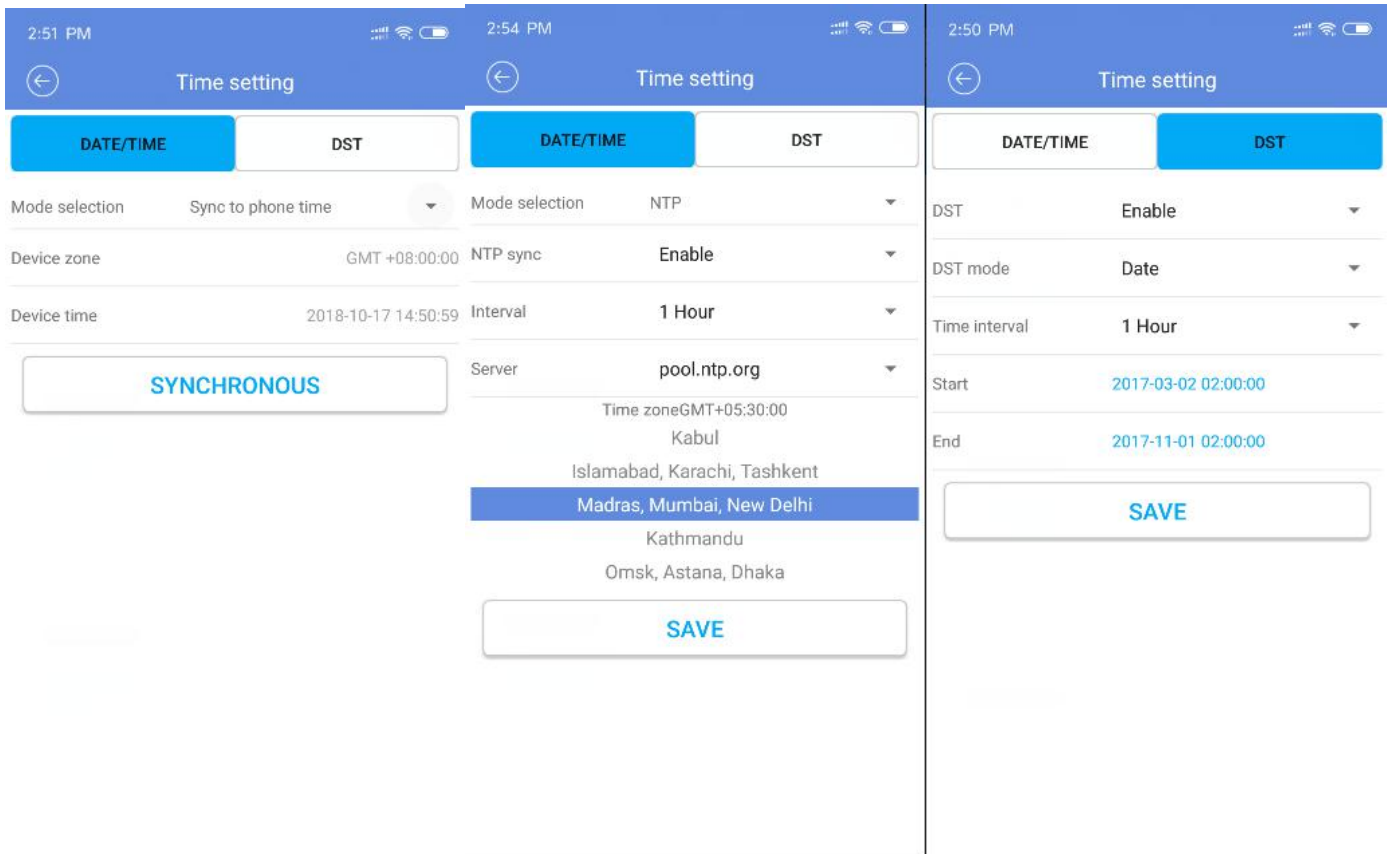 2:51 PM
Time setting
DATE/TIME DST
Mode selection Sync to phone time
Device zone GMT +08:00:00
Device time 2018-10-17 14:50:59
SYNCHRONOUS
2:54 PM
Time setting
DATE/TIME DST
Mode selection NTP
NTP sync Enable
Interval 1 Hour
Server pool.ntp.org
Time zoneGMT+05:30:00
Kabul
Islamabad, Karachi, Tashkent
Madras, Mumbai, New Delhi
Kathmandu
Omsk, Astana, Dhaka
SAVE
2:50 PM
Time setting
DATE/TIME DST
DST Enable
DST mode Date
Time interval 1 Hour
Start 2017-03-02 02:00:00
End 2017-11-01 02:00:00
SAVE